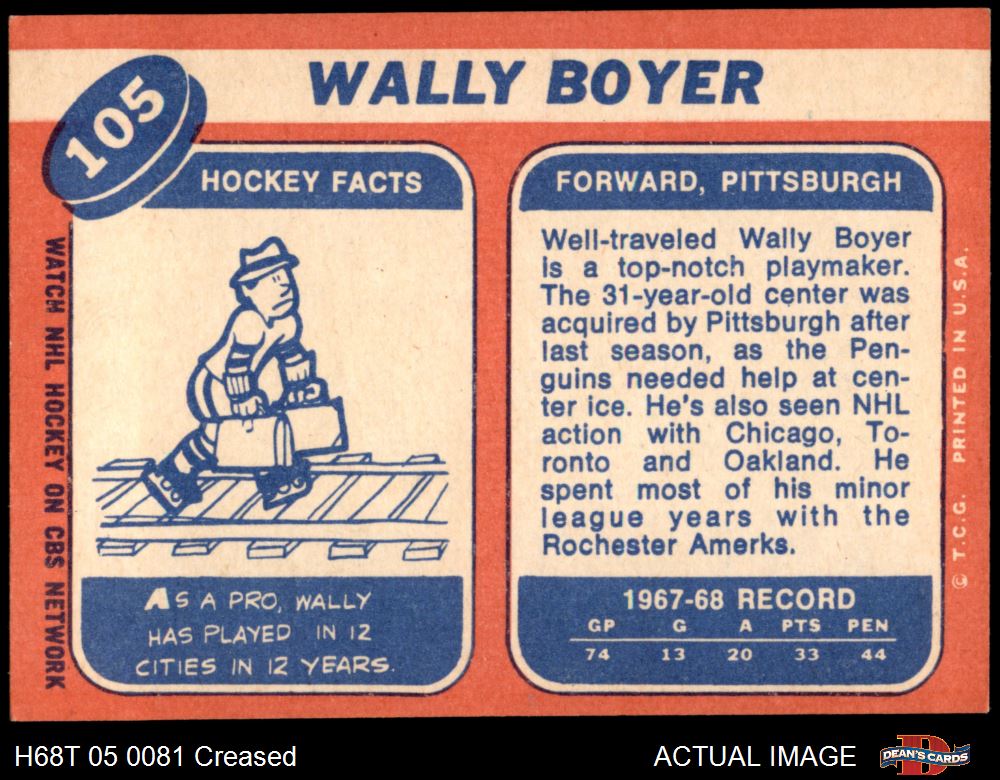 105
WALLY BOYER
HOCKEY FACTS
WATCH NHL HOCKEY ON CBS NETWORK
AS A PRO, WALLY
HAS PLAYED IN 12
CITIES IN 12 YEARS.
FORWARD, PITTSBURGH
Well-traveled Wally Boyer
is a top-notch playmaker.
The 31-year-old center was
acquired by Pittsburgh after
last season, as the Pen-
guins needed help at cen-
ter ice. He's also seen NHL
action with Chicago, To-
ronto and Oakland. He
spent most of his minor
league years with the
Rochester Amerks.
1967-68 RECORD
GP G A PTS PEN
74 13 20 33 44
© T.C.G. PRINTED IN U.S.A.
H68T 05 0081 Creased
ACTUAL IMAGE
D
DEAN'S CARDS